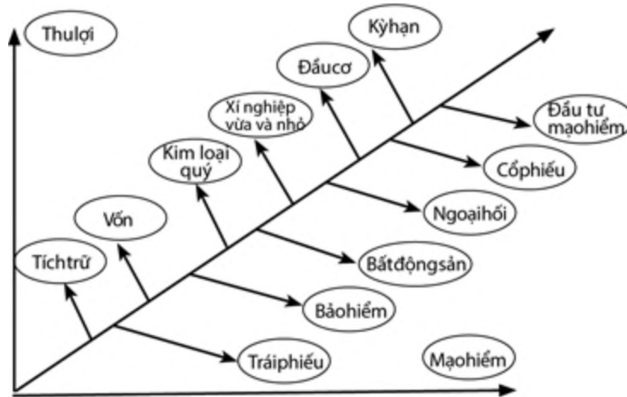 Thulợi
Kỳhạn
Đầucơ
Xí nghiệp
vừa và nhỏ
Đầu tư
mạohiểm
Kim loại
quý
Cổphiếu
Ngoạihối
Vốn
Tíchtrữ
Bấtđộngsản
Bảohiểm
Tráiphiếu
Mạohiểm